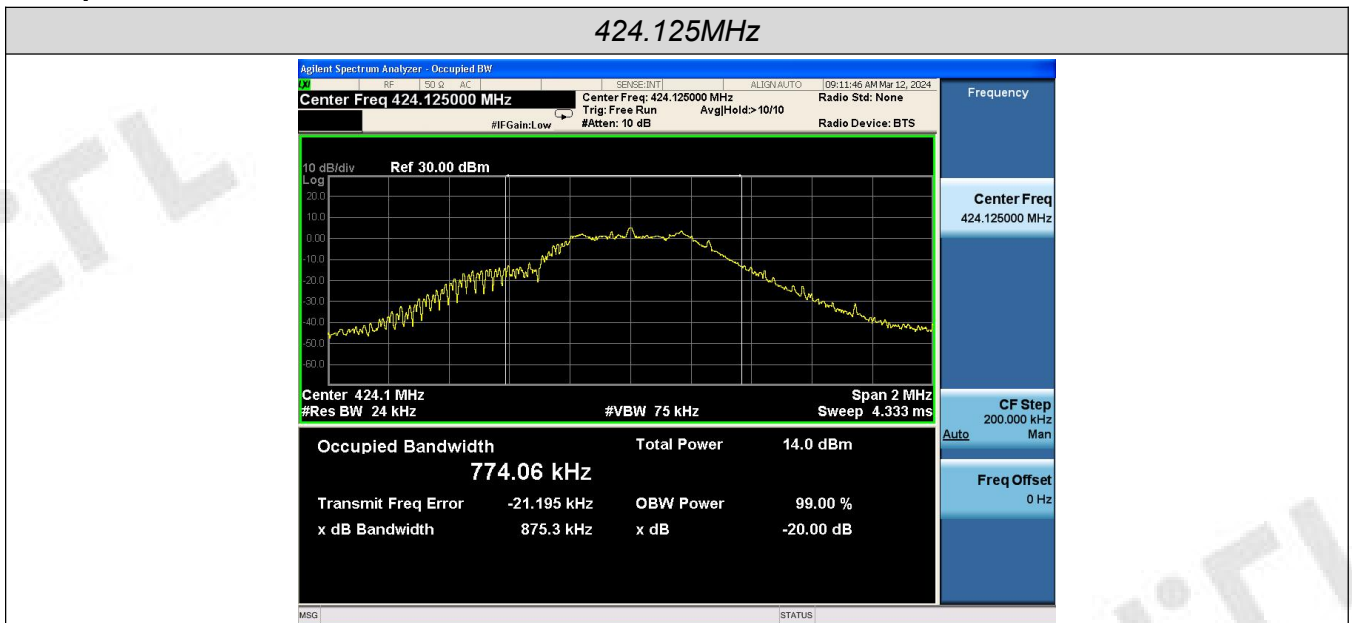 424.125MHz
Agilent Spectrum Analyzer - Occupied BW
RF 50 Ω AC SENSE:INT ALIGN AUTO 09:11:46 AM Mar 12, 2024
Center Freq 424.125000 MHz Center Freq: 424.125000 MHz Radio Std: None Frequency
Trig: Free Run Avg|Hold:>10/10
#IFGain:Low #Atten: 10 dB Radio Device: BTS
10 dB/div Ref 30.00 dBm
Log
20.0
10.0
0.00
-10.0
-20.0
-30.0
-40.0
-50.0
-60.0
Center 424.1 MHz Span 2 MHz
#Res BW 24 kHz #VBW 75 kHz Sweep 4.333 ms
Occupied Bandwidth Total Power 14.0 dBm
774.06 kHz
Transmit Freq Error -21.195 kHz OBW Power 99.00 %
x dB Bandwidth 875.3 kHz x dB -20.00 dB
Center Freq
424.125000 MHz
CF Step
200.000 kHz
Auto Man
Freq Offset
0 Hz
MSG STATUS